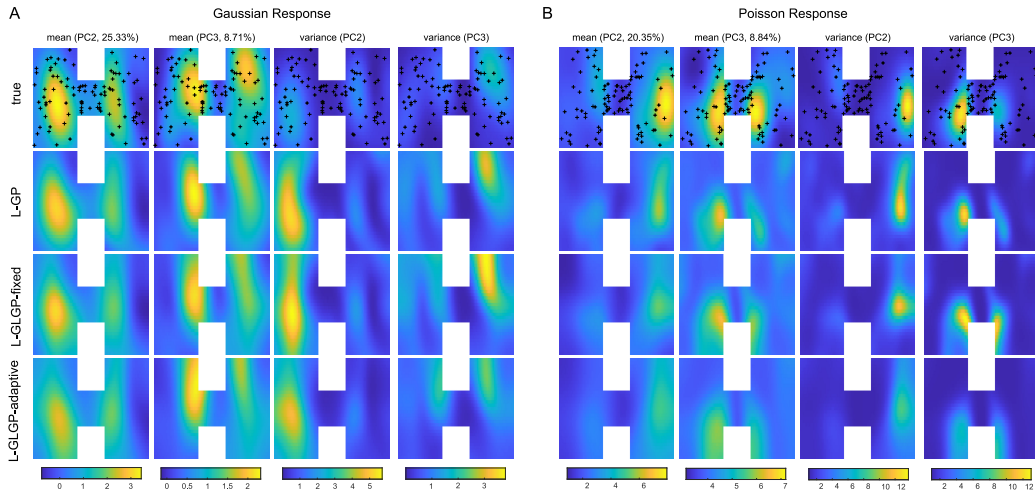 A
Gaussian Response
B
Poisson Response
mean (PC2, 25.33%)
mean (PC3, 8.71%)
variance (PC2)
variance (PC3)
mean (PC2, 20.35%)
mean (PC3, 8.84%)
variance (PC2)
variance (PC3)
true
L-GP
L-GLGP-fixed
L-GLGP-adaptive
0 1 2 3
0 0.5 1 1.5 2
1 2 3 4 5
1 2 3
2 4 6
4 5 6 7
2 4 6 8 10 12
2 4 6 8 10 12